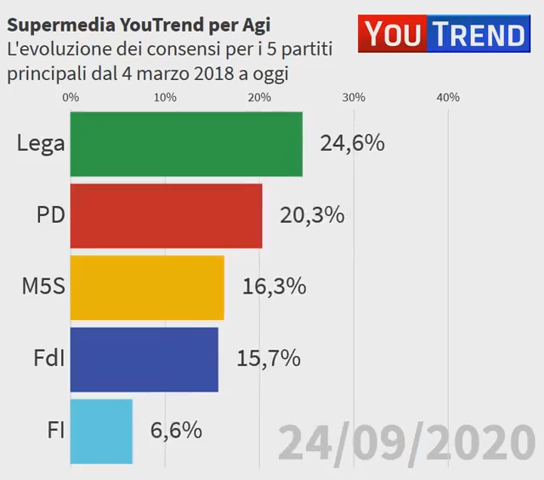 Supermedia YouTrend per Agi
L'evoluzione dei consensi per i 5 partiti
principali dal 4 marzo 2018 a oggi
YOUTREND
0% 10% 20% 30% 40%
Lega 24,6%
PD 20,3%
M5S 16,3%
FdI 15,7%
FI 6,6%
24/09/2020